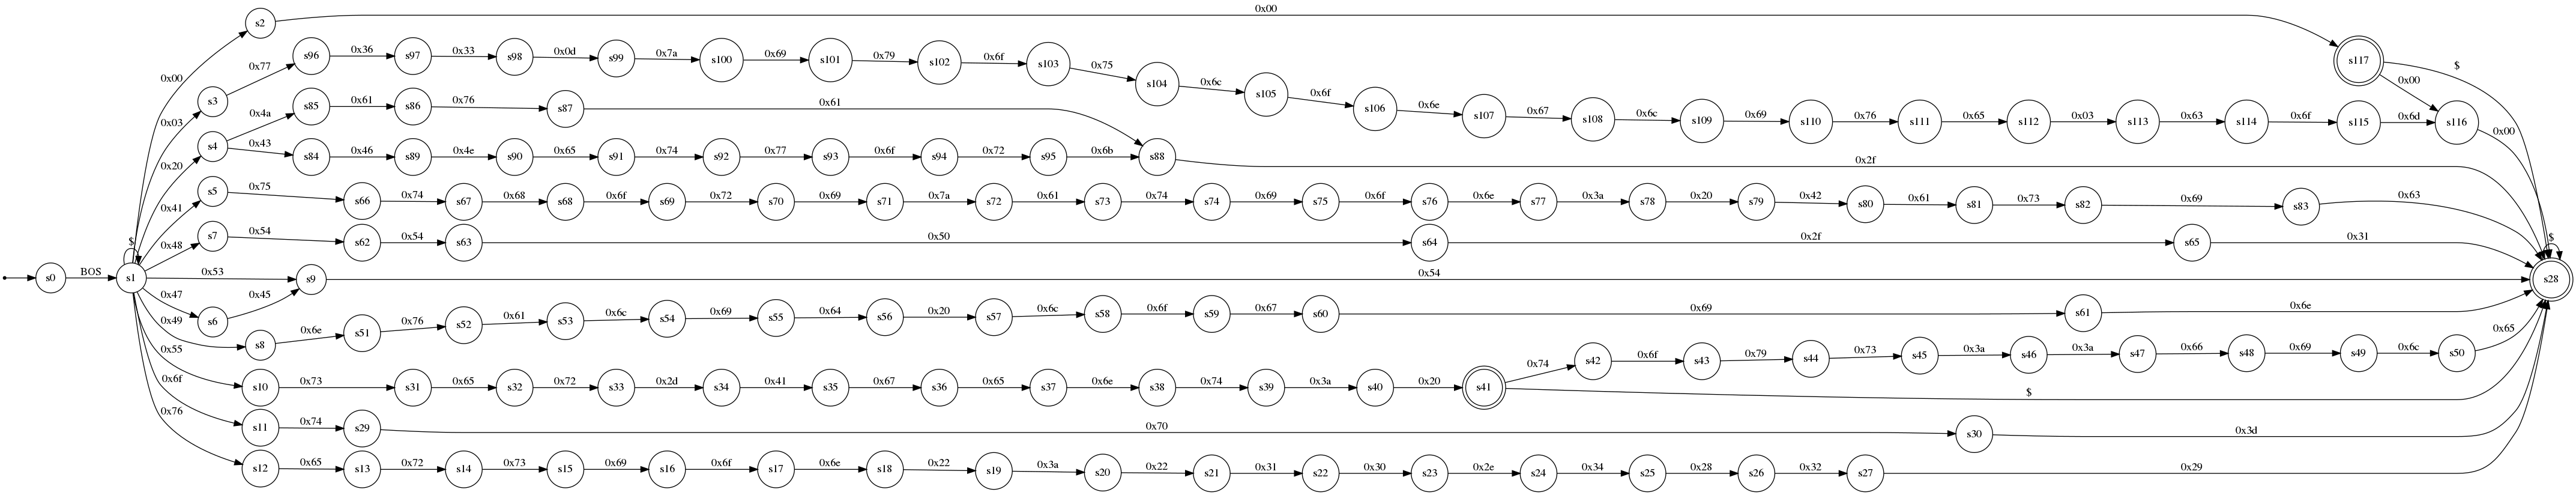 s2 0x00
0x00 0x77 s96 0x36 s97 0x33 s98 0x0d s99 0x7a s100 0x69 s101 0x79 s102 0x6f s103 0x75 s104 0x6c s105 0x6f s106 0x6e s107 0x67 s108 0x6c s109 0x69 s110 0x76 s111 0x65 s112 0x03 s113 0x63 s114 0x6f s115 0x6d s116 0x00
s117 $ 0x00
0x03 s3
0x4a s85 0x61 s86 0x76 s87 0x61
0x20 s4 0x43 s84 0x46 s89 0x4e s90 0x65 s91 0x74 s92 0x77 s93 0x6f s94 0x72 s95 0x6b s88 0x2f
0x41 s5 0x75 s66 0x74 s67 0x68 s68 0x6f s69 0x72 s70 0x69 s71 0x7a s72 0x61 s73 0x74 s74 0x69 s75 0x6f s76 0x6e s77 0x3a s78 0x20 s79 0x42 s80 0x61 s81 0x73 s82 0x69 s83 0x63
$ 0x48 s7 0x54 s62 0x54 s63 0x50 s64 0x2f s65 0x31 $
s0 BOS s1 0x53 s9 0x54 s28
0x47 s6 0x45
0x49 s8 0x6e s51 0x76 s52 0x61 s53 0x6c s54 0x69 s55 0x64 s56 0x20 s57 0x6c s58 0x6f s59 0x67 s60 0x69 s61 0x6e
0x74 s42 0x6f s43 0x79 s44 0x73 s45 0x3a s46 0x3a s47 0x66 s48 0x69 s49 0x6c s50 0x65
0x55 s10 0x73 s31 0x65 s32 0x72 s33 0x2d s34 0x41 s35 0x67 s36 0x65 s37 0x6e s38 0x74 s39 0x3a s40 0x20 s41 $
0x6f s11 0x74 s29 0x70 s30 0x3d
0x76 s12 0x65 s13 0x72 s14 0x73 s15 0x69 s16 0x6f s17 0x6e s18 0x22 s19 0x3a s20 0x22 s21 0x31 s22 0x30 s23 0x2e s24 0x34 s25 0x28 s26 0x32 s27 0x29